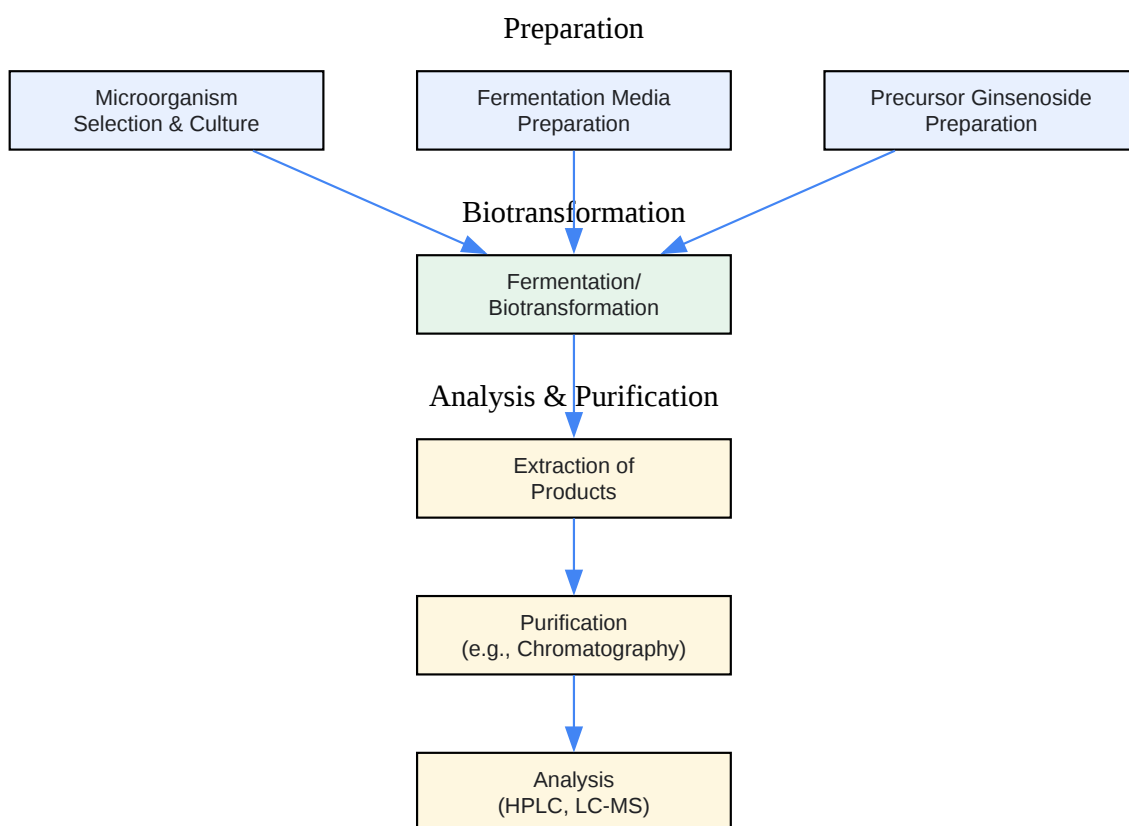 Preparation
Microorganism
Selection & Culture
Fermentation Media
Preparation
Precursor Ginsenoside
Preparation
Biotransformation
Fermentation/
Biotransformation
Analysis & Purification
Extraction of
Products
Purification
(e.g., Chromatography)
Analysis
(HPLC, LC-MS)